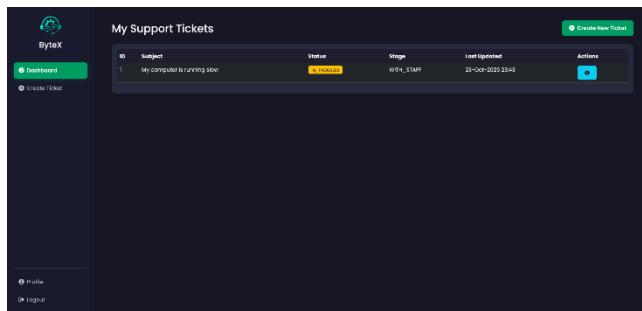 ByteX
Dashboard
Create Ticket
Profile
Logout
My Support Tickets
Create New Ticket
ID Subject Status Stage Last Updated Actions
1 My computer is running slow IN_PROGRESS WITH_STAFF 23-Oct-2025 23:43